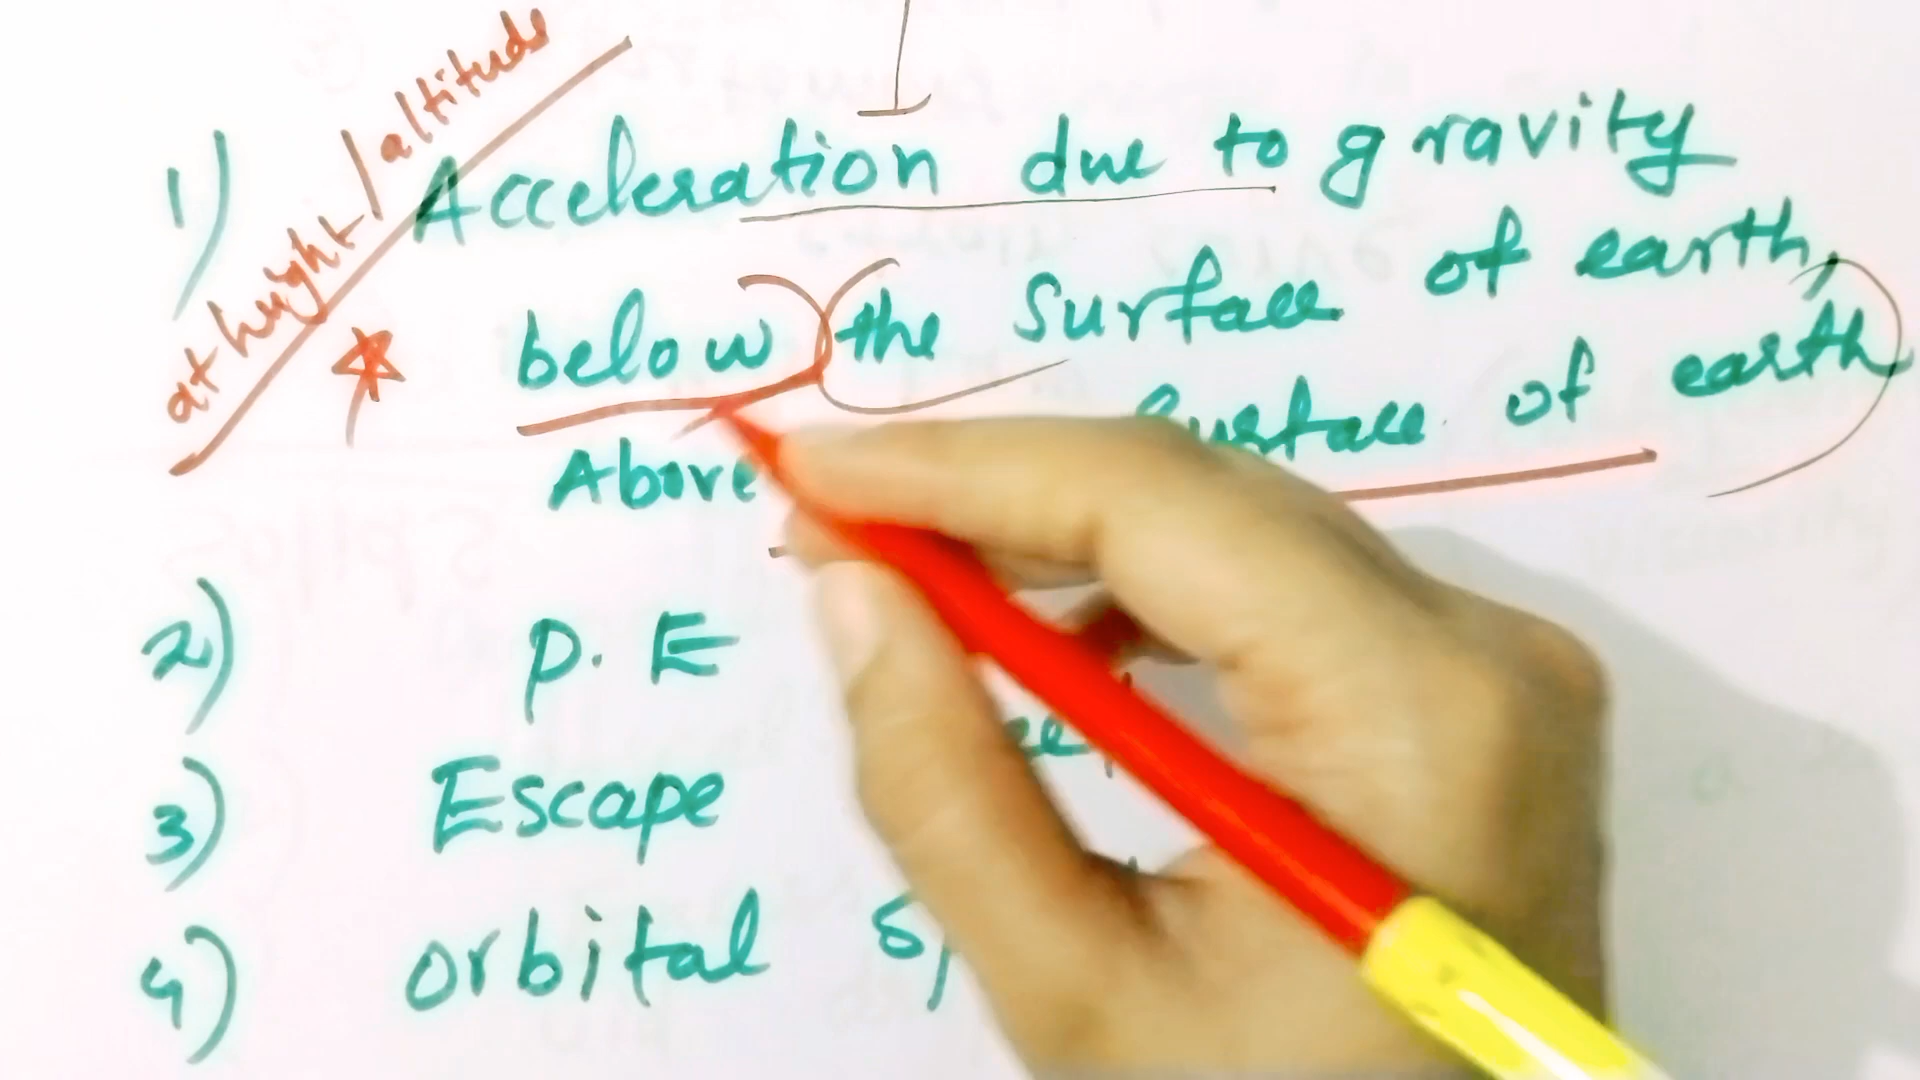 at height / altitude
1) Acceleration due to gravity
below the surface of earth,
Above surface of earth
2) P.E
3) Escape
4) orbital